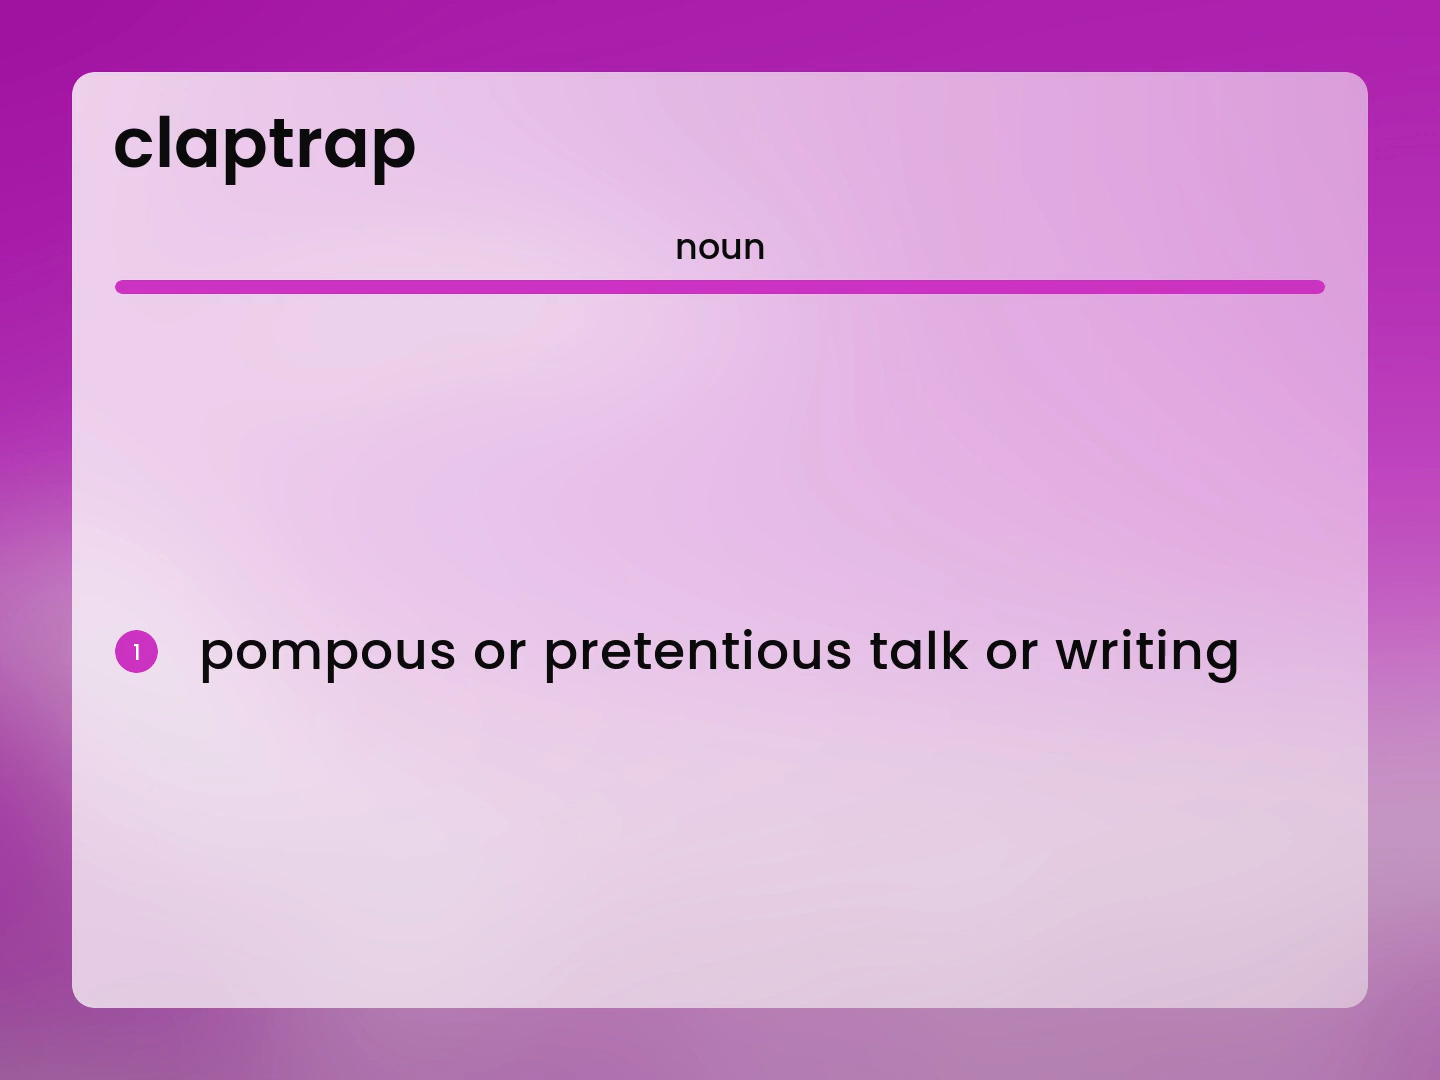 claptrap
noun
1 pompous or pretentious talk or writing